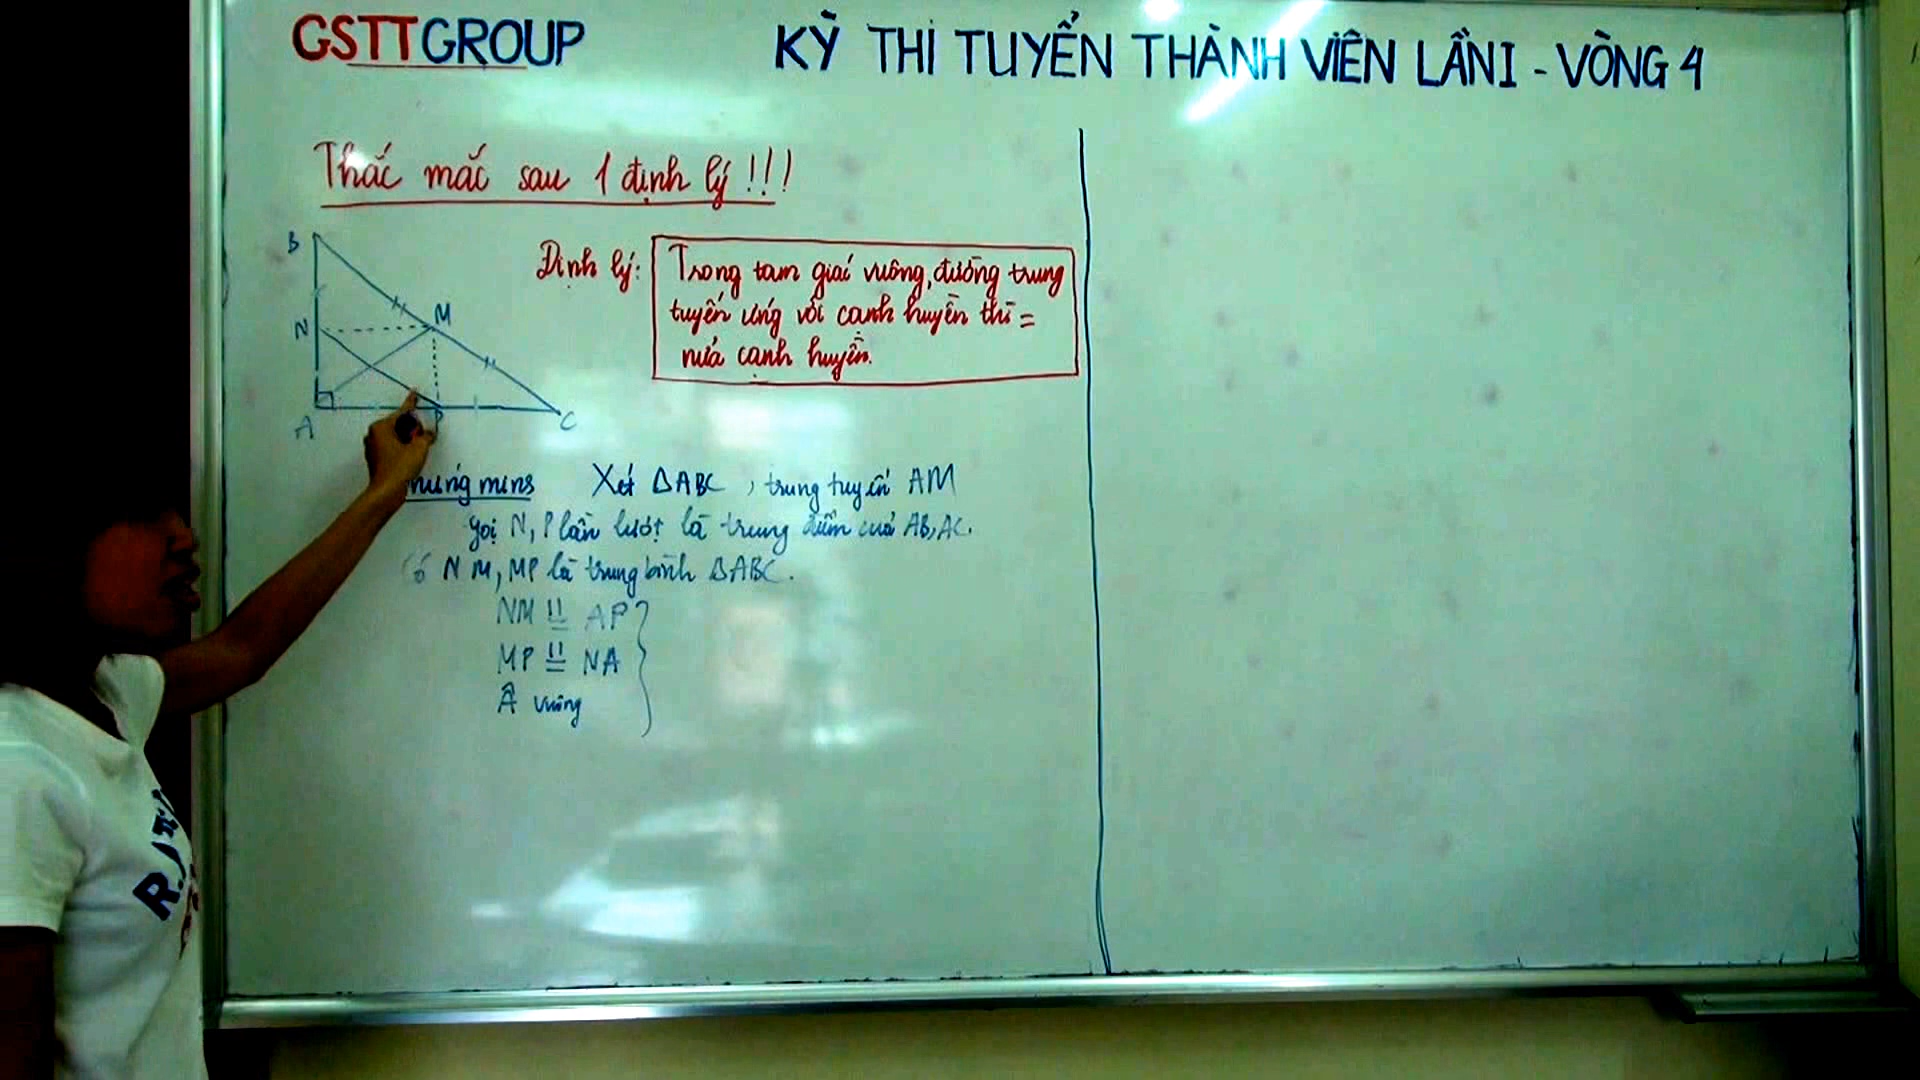 GSTTGROUP
KỲ THI TUYỂN THÀNH VIÊN LẦN I - VÒNG 4
Thắc mắc sau 1 định lý !!!
B
N
M
A
P
C
Định lý:
Trong tam giác vuông, đường trung
tuyến ứng với cạnh huyền thì =
nửa cạnh huyền.
Xét ΔABC, trung tuyến AM
gọi N, P lần lượt là trung điểm của AB, AC.
Có NM, MP là trung bình ΔABC.
NM // = AP
MP // = NA
Â vuông